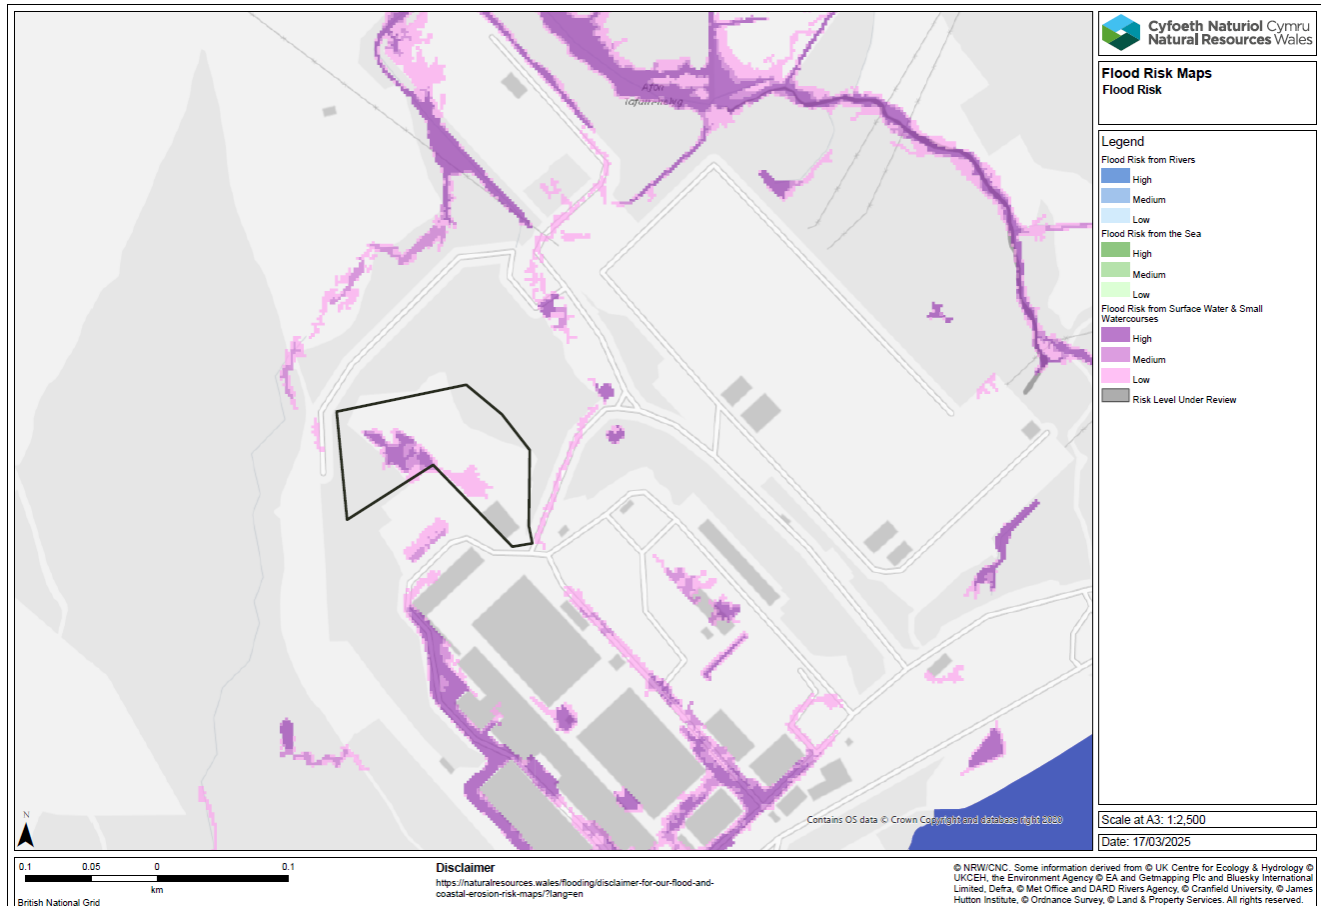 Cyfoeth Naturiol Cymru
Natural Resources Wales
Flood Risk Maps
Flood Risk
Legend
Flood Risk from Rivers
High
Medium
Low
Flood Risk from the Sea
High
Medium
Low
Flood Risk from Surface Water & Small
Watercourses
High
Medium
Low
Risk Level Under Review
Afon
Contains OS data © Crown Copyright and database right 2020
Scale at A3: 1:2,500
Date: 17/03/2025
N
0.1 0.05 0 0.1
km
British National Grid
Disclaimer
https://naturalresources.wales/flooding/disclaimer-for-our-flood-and-
coastal-erosion-risk-maps/?lang=en
© NRW/CNC. Some information derived from © UK Centre for Ecology & Hydrology ©
UKCEH, the Environment Agency © EA and Getmapping Plc and Bluesky International
Limited, Defra, © Met Office and DARD Rivers Agency, © Cranfield University, © James
Hutton Institute, © Ordnance Survey, © Land & Property Services. All rights reserved.